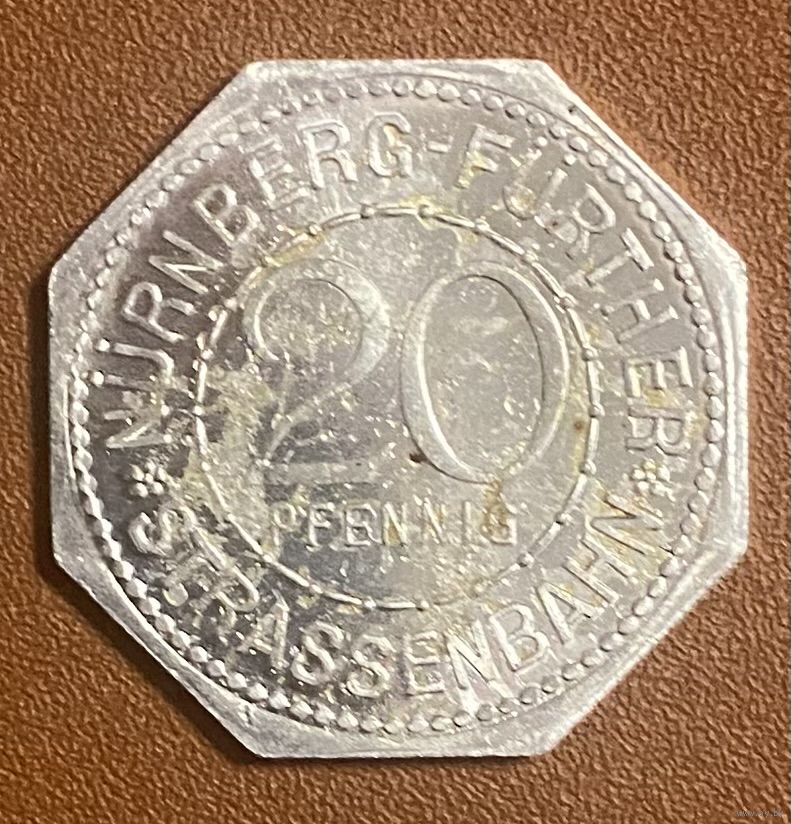 NÜRNBERG-FÜRTHER
20
PFENNIG
STRASSENBAHN